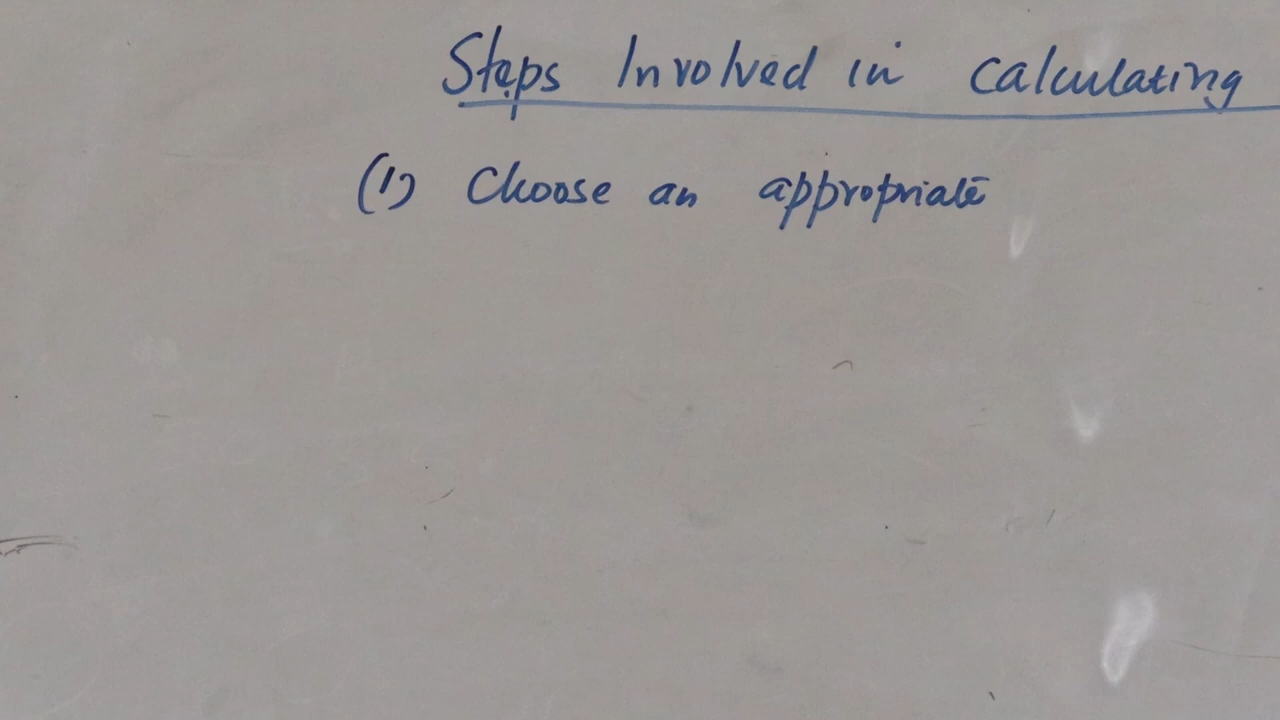 Steps Involved in Calculating
(1) Choose an appropriate